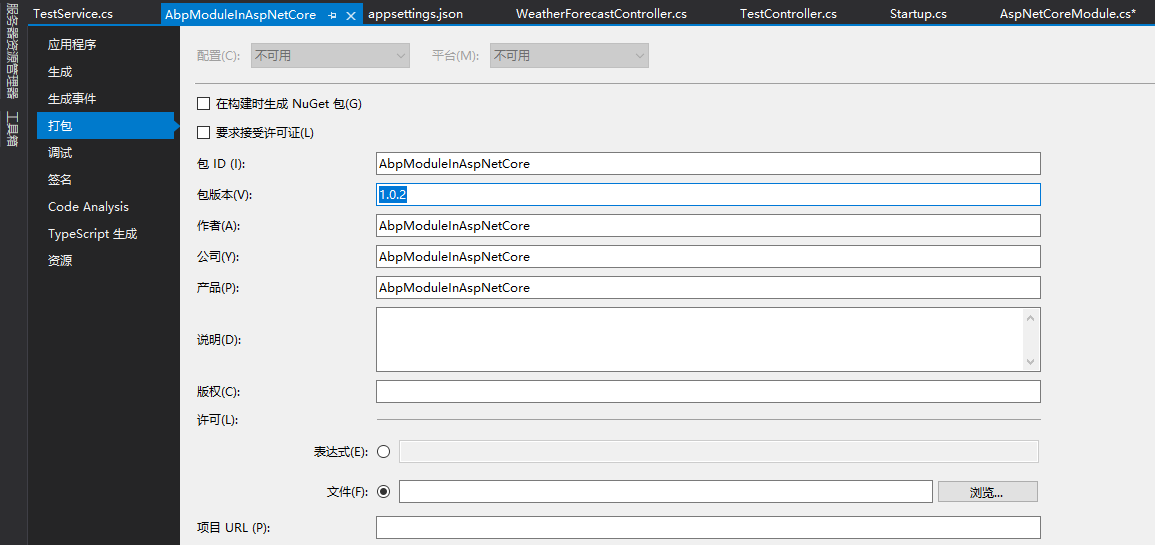 TestService.cs AbpModuleInAspNetCore appsettings.json WeatherForecastController.cs TestController.cs Startup.cs AspNetCoreModule.cs*
服务器资源管理器
工具箱
应用程序
生成
生成事件
打包
调试
签名
Code Analysis
TypeScript 生成
资源
配置(C): 不可用 平台(M): 不可用
在构建时生成 NuGet 包(G)
要求接受许可证(L)
包 ID (I): AbpModuleInAspNetCore
包版本(V): 1.0.2
作者(A): AbpModuleInAspNetCore
公司(Y): AbpModuleInAspNetCore
产品(P): AbpModuleInAspNetCore
说明(D):
版权(C):
许可(L):
表达式(E):
文件(F): 浏览...
项目 URL (P):